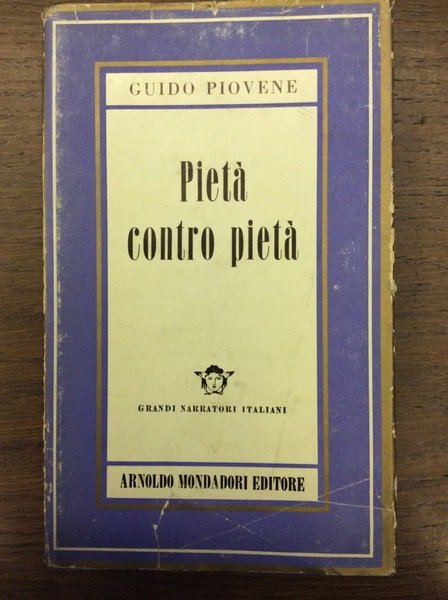 GUIDO PIOVENE
Pietà
contro pietà
GRANDI NARRATORI ITALIANI
ARNOLDO MONDADORI EDITORE